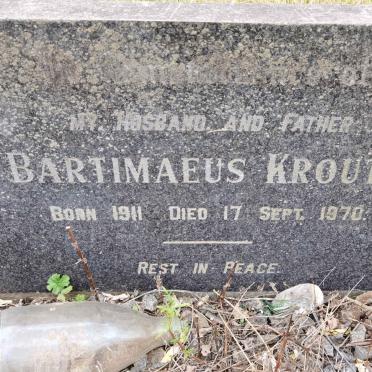 MY HUSBAND AND FATHER
BARTIMAEUS KROUT
BORN 1911 DIED 17 SEPT. 1970.
REST IN PEACE.